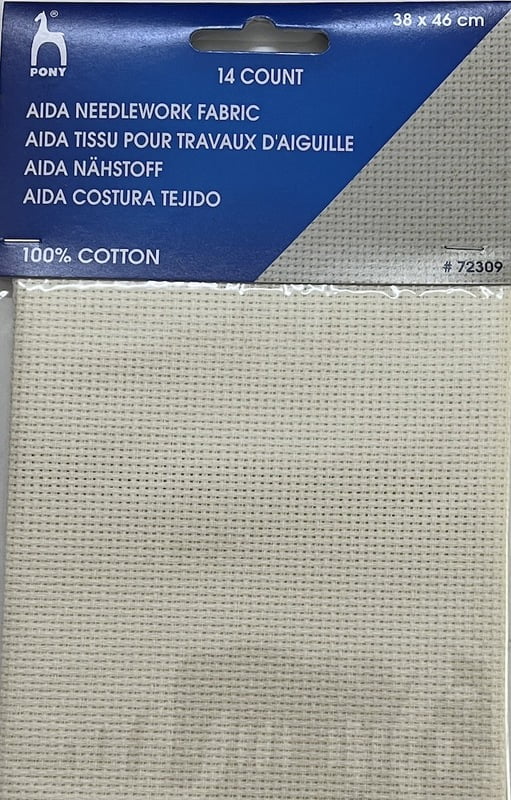 38 x 46 cm
®
PONY
14 COUNT
AIDA NEEDLEWORK FABRIC
AIDA TISSU POUR TRAVAUX D'AIGUILLE
AIDA NÄHSTOFF
AIDA COSTURA TEJIDO
100% COTTON
# 72309